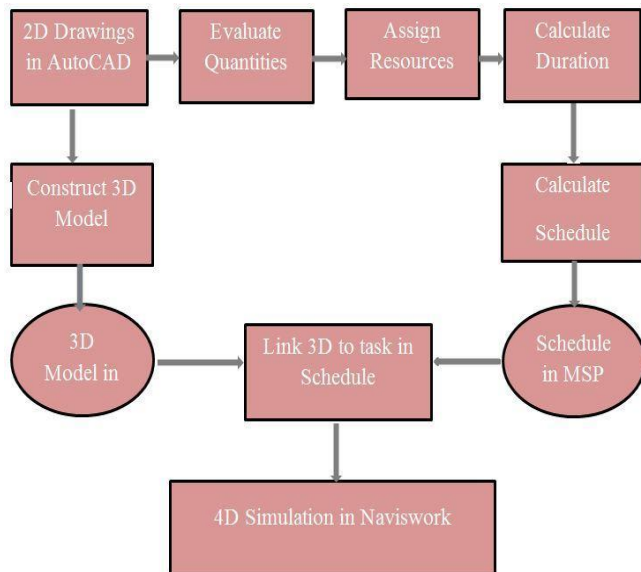 2D Drawings
in AutoCAD
Evaluate
Quantities
Assign
Resources
Calculate
Duration
Construct 3D
Model
Calculate
Schedule
3D
Model in
Link 3D to task in
Schedule
Schedule
in MSP
4D Simulation in Naviswork